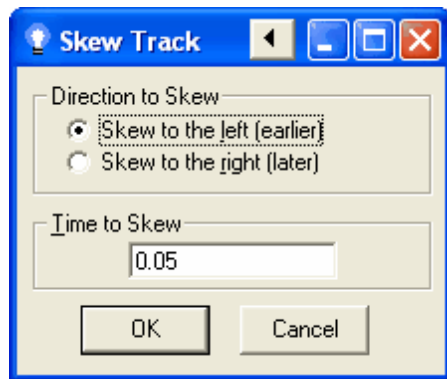 Skew Track
Direction to Skew
Skew to the left (earlier)
Skew to the right (later)
Time to Skew
0.05
OK
Cancel